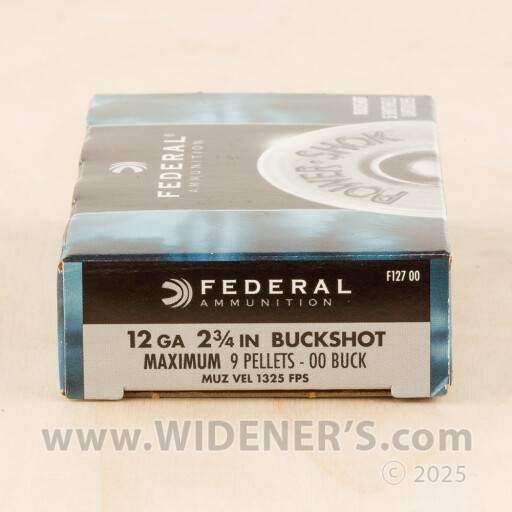 FEDERAL®
AMMUNITION
POWER·SHOK
F127 00
FEDERAL
AMMUNITION
12 GA 2¾ IN BUCKSHOT
MAXIMUM 9 PELLETS - 00 BUCK
MUZ VEL 1325 FPS
www.WIDENER'S.com
© 2025